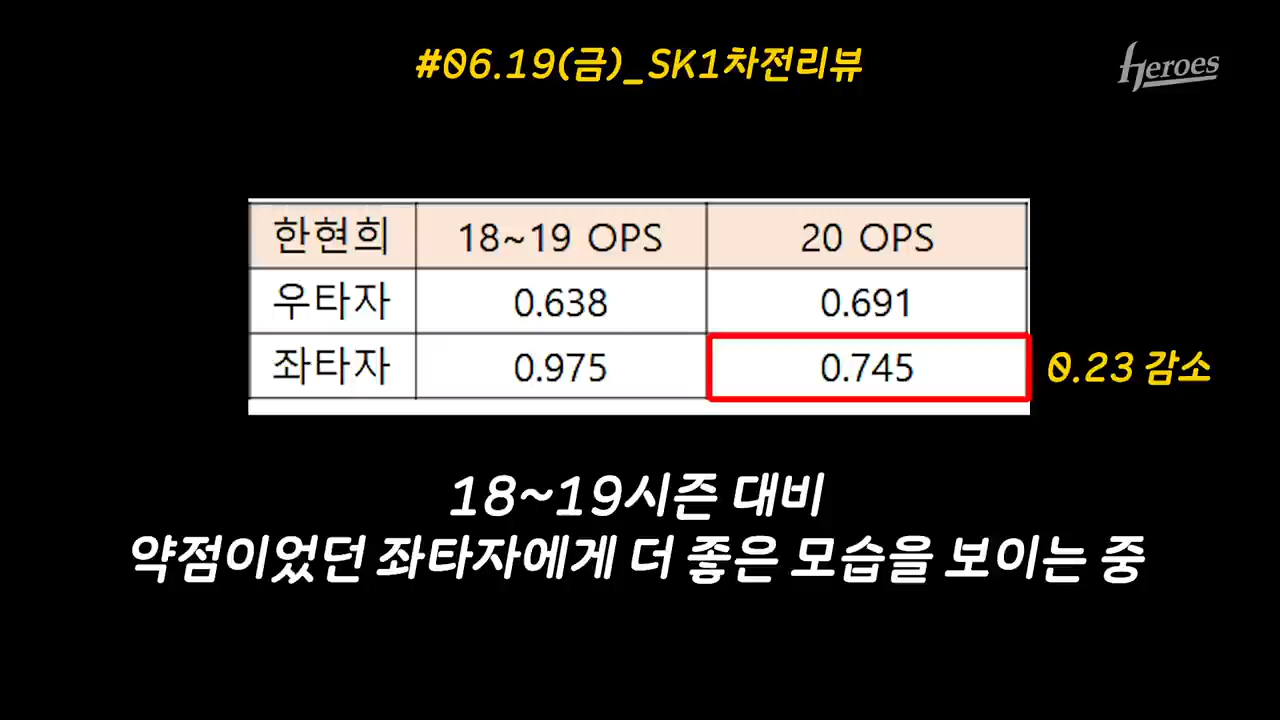 #06.19(금)_SK1차전리뷰
Heroes
한현희 18~19 OPS 20 OPS
우타자 0.638 0.691
좌타자 0.975 0.745 0.23 감소
18~19시즌 대비
약점이었던 좌타자에게 더 좋은 모습을 보이는 중